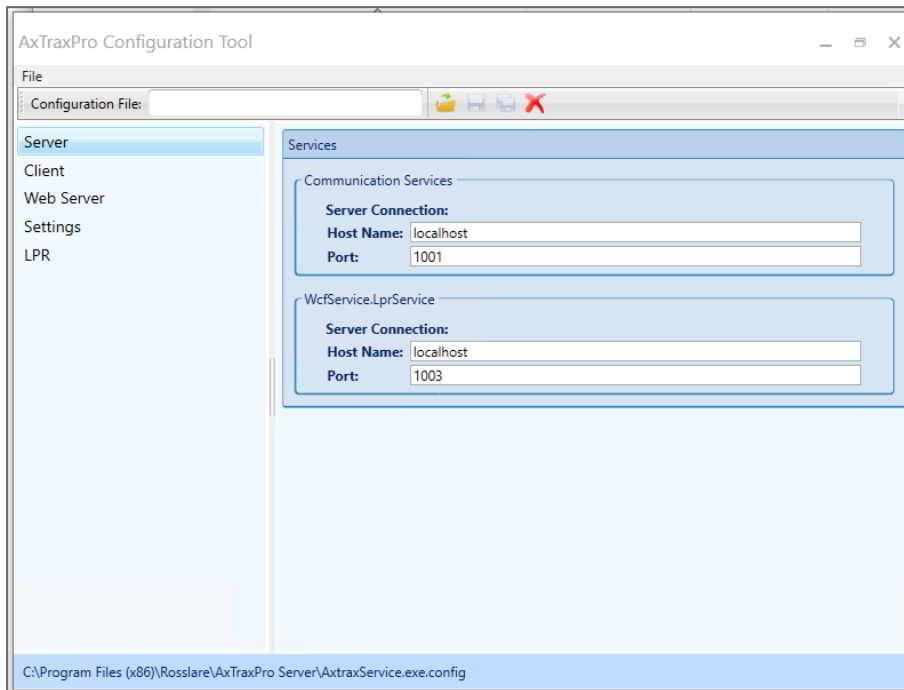 AxTraxPro Configuration Tool
File
Configuration File:
Server
Client
Web Server
Settings
LPR
Services
Communication Services
Server Connection:
Host Name: localhost
Port: 1001
WcfService.LprService
Server Connection:
Host Name: localhost
Port: 1003
C:\Program Files (x86)\Rosslare\AxTraxPro Server\AxtraxService.exe.config